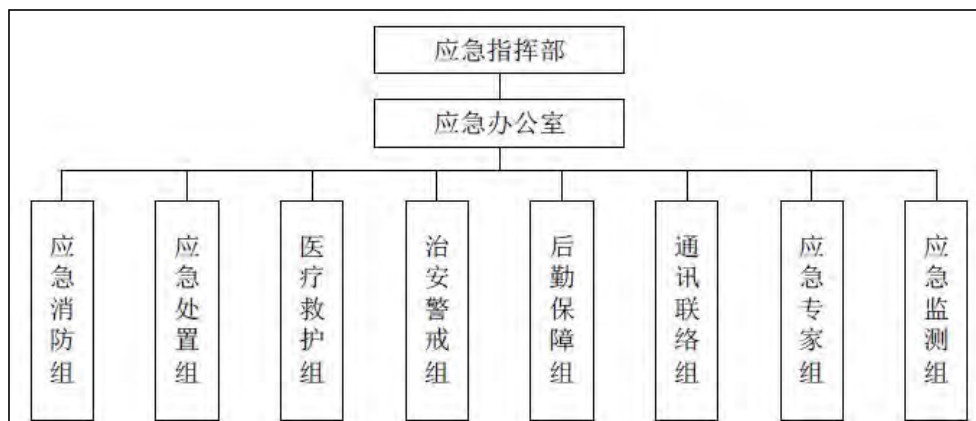 应急指挥部
应急办公室
应急消防组
应急处置组
医疗救护组
治安警戒组
后勤保障组
通讯联络组
应急专家组
应急监测组